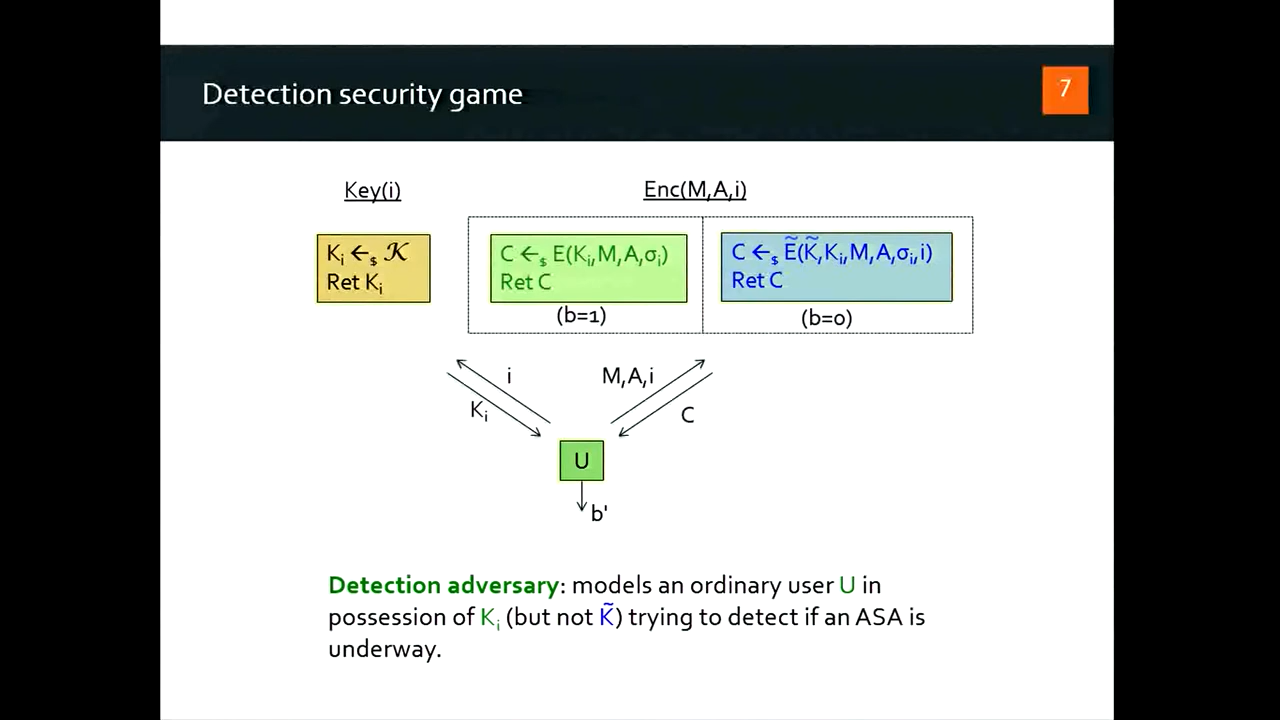 Detection security game
7
Key(i)
Enc(M,A,i)
Kᵢ ←$ 𝒦
Ret Kᵢ
C ←$ E(Kᵢ,M,A,σᵢ)
Ret C
(b=1)
C ←$ Ẽ(K̃,Kᵢ,M,A,σᵢ,i)
Ret C
(b=0)
i
Kᵢ
M,A,i
C
U
b'
Detection adversary: models an ordinary user U in
possession of Kᵢ (but not K̃) trying to detect if an ASA is
underway.